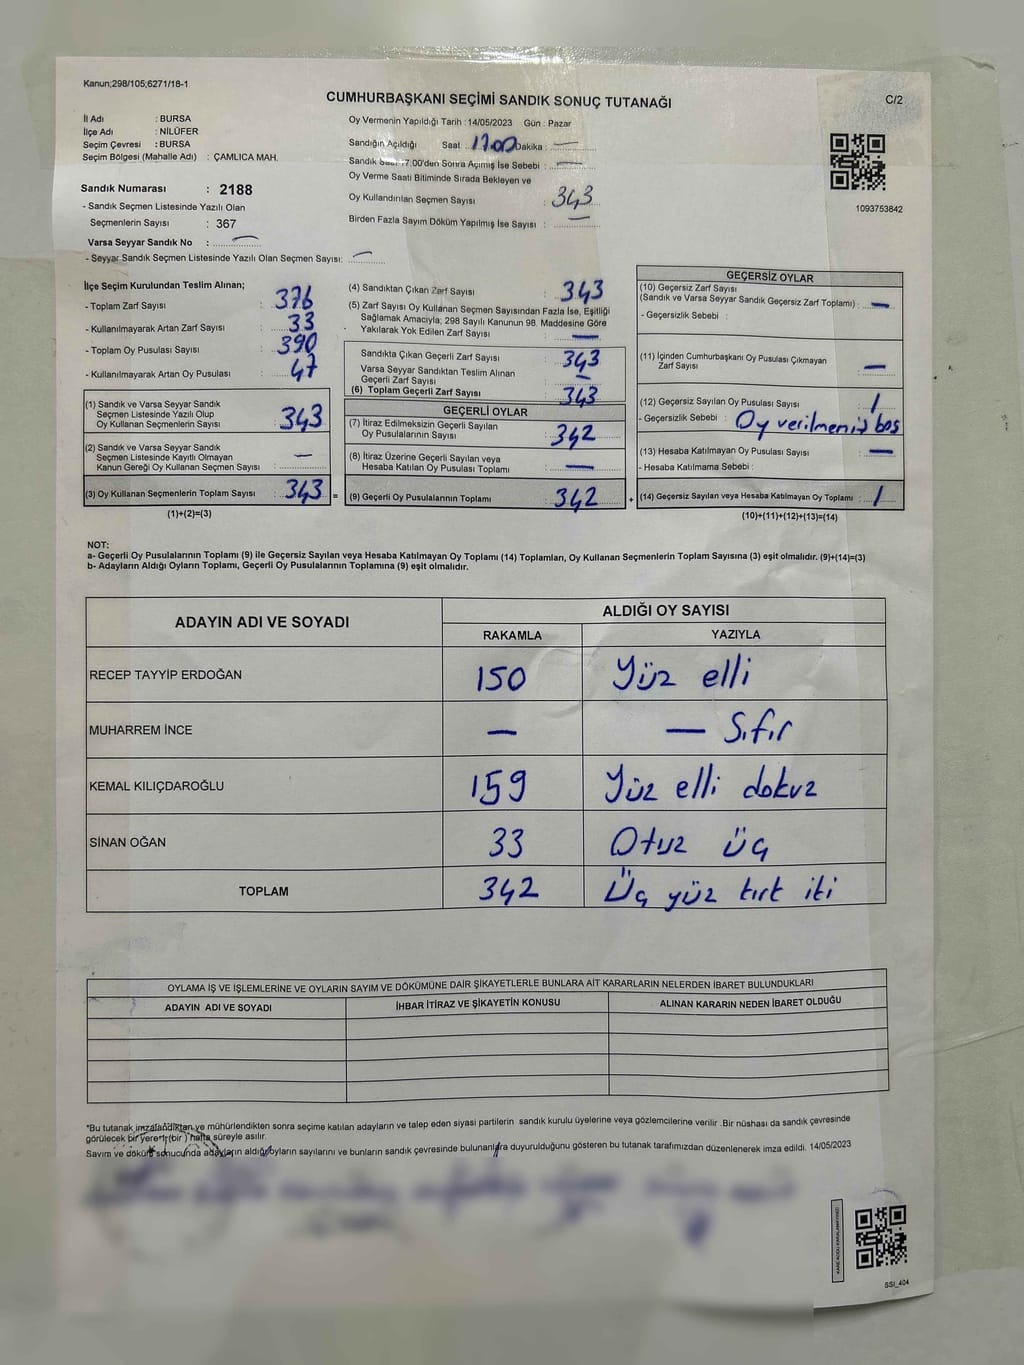 Kanun;298/105;6271/18-1
CUMHURBAŞKANI SEÇİMİ SANDIK SONUÇ TUTANAĞI
C/2
İl Adı : BURSA
İlçe Adı : NİLÜFER
Seçim Çevresi : BURSA
Seçim Bölgesi (Mahalle Adı) : ÇAMLICA MAH.
Sandık Numarası : 2188
- Sandık Seçmen Listesinde Yazılı Olan
Seçmenlerin Sayısı : 367
Varsa Seyyar Sandık No : —
- Seyyar Sandık Seçmen Listesinde Yazılı Olan Seçmen Sayısı: —
Oy Vermenin Yapıldığı Tarih : 14/05/2023 Gün : Pazar
Sandığın Açıldığı Saat : 17.00 Dakika : —
Sandık Saat 17.00'den Sonra Açılmış İse Sebebi : —
Oy Verme Saati Bitiminde Sırada Bekleyen ve
Oy Kullandırılan Seçmen Sayısı : 343
Birden Fazla Sayım Döküm Yapılmış İse Sayısı : —
1093753842
İlçe Seçim Kurulundan Teslim Alınan;
- Toplam Zarf Sayısı : 376
- Kullanılmayarak Artan Zarf Sayısı : 33
- Toplam Oy Pusulası Sayısı : 390
- Kullanılmayarak Artan Oy Pusulası : 47
(1) Sandık ve Varsa Seyyar Sandık
Seçmen Listesinde Yazılı Olup
Oy Kullanan Seçmenlerin Sayısı : 343
(2) Sandık ve Varsa Seyyar Sandık
Seçmen Listesinde Kayıtlı Olmayan
Kanun Gereği Oy Kullanan Seçmen Sayısı : —
(3) Oy Kullanan Seçmenlerin Toplam Sayısı : 343 =
(1)+(2)=(3)
(4) Sandıktan Çıkan Zarf Sayısı : 343
(5) Zarf Sayısı Oy Kullanan Seçmen Sayısından Fazla İse, Eşitliği
Sağlamak Amacıyla, 298 Sayılı Kanunun 98. Maddesine Göre
Yakılarak Yok Edilen Zarf Sayısı : —
Sandıkta Çıkan Geçerli Zarf Sayısı : 343
Varsa Seyyar Sandıktan Teslim Alınan
Geçerli Zarf Sayısı : —
(6) Toplam Geçerli Zarf Sayısı : 343
GEÇERLİ OYLAR
(7) İtiraz Edilmeksizin Geçerli Sayılan
Oy Pusulalarının Sayısı : 342
(8) İtiraz Üzerine Geçerli Sayılan veya
Hesaba Katılan Oy Pusulası Toplamı : —
(9) Geçerli Oy Pusulalarının Toplamı : 342 +
GEÇERSİZ OYLAR
(10) Geçersiz Zarf Sayısı
(Sandık ve Varsa Seyyar Sandık Geçersiz Zarf Toplamı) : —
- Geçersizlik Sebebi :
(11) İçinden Cumhurbaşkanı Oy Pusulası Çıkmayan
Zarf Sayısı : —
(12) Geçersiz Sayılan Oy Pusulası Sayısı : 1
- Geçersizlik Sebebi : Oy verilmemiş boş
(13) Hesaba Katılmayan Oy Pusulası Sayısı : —
- Hesaba Katılmama Sebebi :
(14) Geçersiz Sayılan veya Hesaba Katılmayan Oy Toplamı : 1
(10)+(11)+(12)+(13)=(14)
NOT:
a- Geçerli Oy Pusulalarının Toplamı (9) ile Geçersiz Sayılan veya Hesaba Katılmayan Oy Toplamı (14) Toplamları, Oy Kullanan Seçmenlerin Toplam Sayısına (3) eşit olmalıdır. (9)+(14)=(3)
b- Adayların Aldığı Oyların Toplamı, Geçerli Oy Pusulalarının Toplamına (9) eşit olmalıdır.
ADAYIN ADI VE SOYADI ALDIĞI OY SAYISI
RAKAMLA YAZIYLA
RECEP TAYYİP ERDOĞAN 150 Yüz elli
MUHARREM İNCE — — Sıfır
KEMAL KILIÇDAROĞLU 159 Yüz elli dokuz
SİNAN OĞAN 33 Otuz üç
TOPLAM 342 Üç yüz kırk iki
OYLAMA İŞ VE İŞLEMLERİNE VE OYLARIN SAYIM VE DÖKÜMÜNE DAİR ŞİKAYETLERLE BUNLARA AİT KARARLARIN NELERDEN İBARET BULUNDUKLARI
ADAYIN ADI VE SOYADI İHBAR İTİRAZ VE ŞİKAYETİN KONUSU ALINAN KARARIN NEDEN İBARET OLDUĞU
*Bu tutanak imzalandıktan ve mühürlendikten sonra seçime katılan adayların ve talep eden siyasi partilerin sandık kurulu üyelerine veya gözlemcilerine verilir .Bir nüshası da sandık çevresinde
görülecek bir yere 1 (bir ) hafta süreyle asılır.
Sayım ve döküm sonucunda adayların aldığı oyların sayılarını ve bunların sandık çevresinde bulunanlara duyurulduğunu gösteren bu tutanak tarafımızdan düzenlenerek imza edildi. 14/05/2023
SSI_404